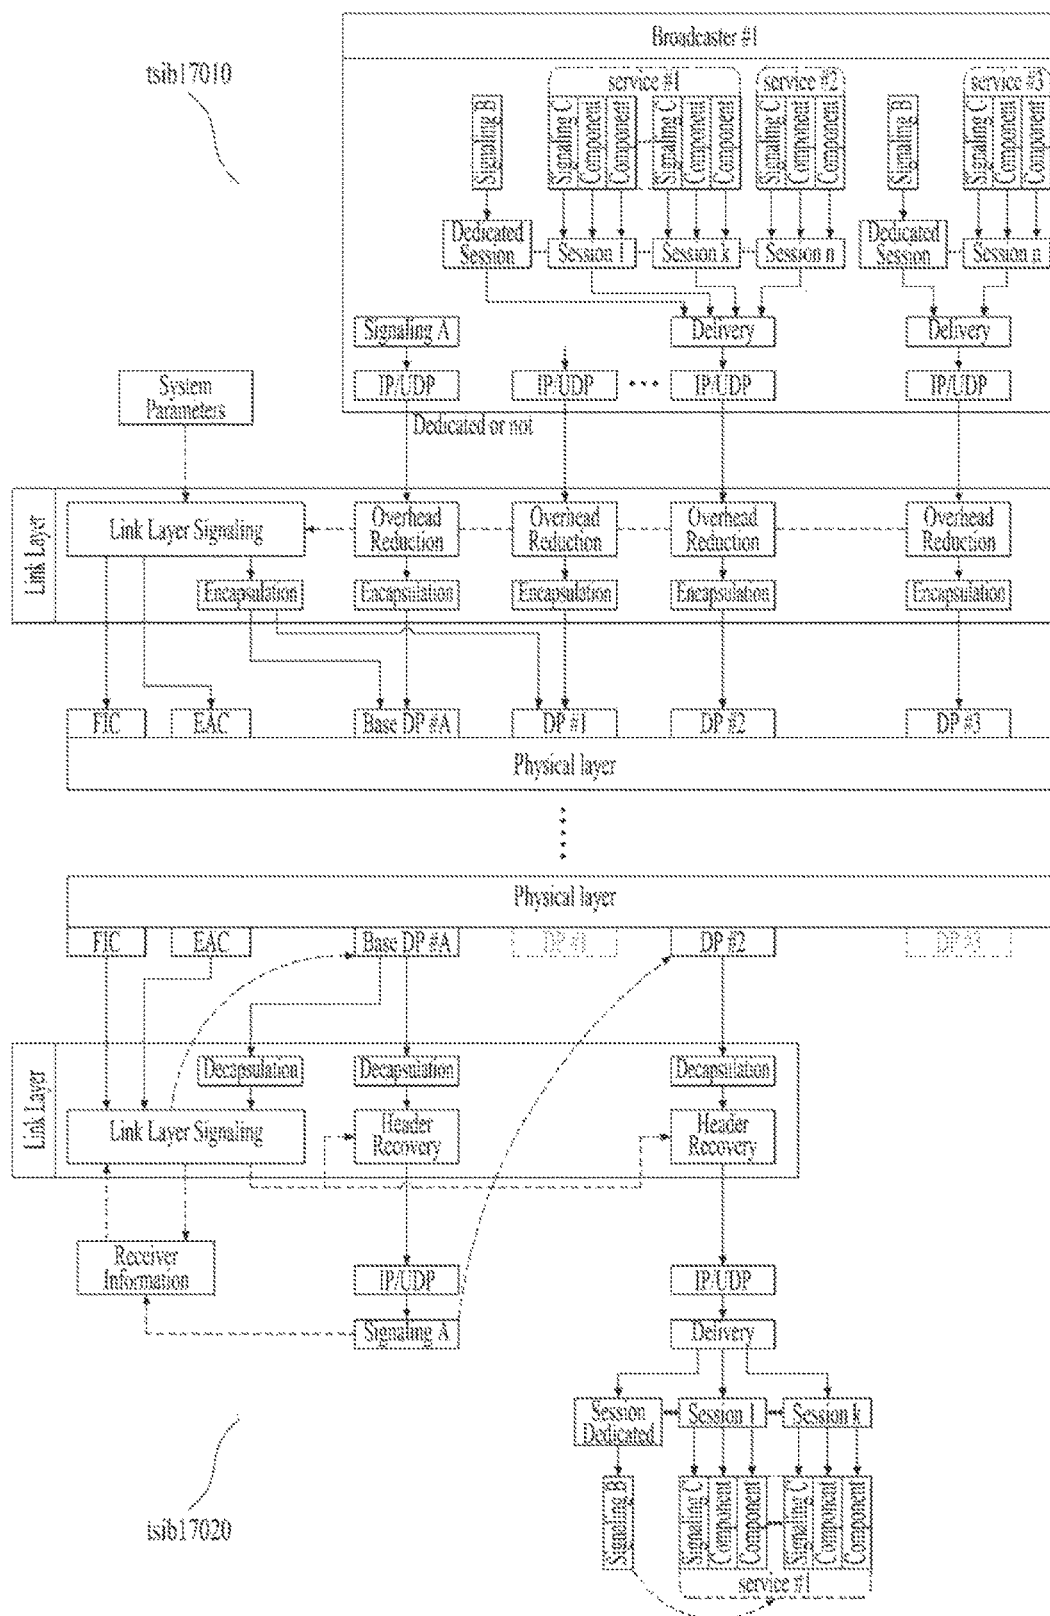 Broadcaster #1
tsib17010
service #1
service #2
service #3
Signaling B
Signaling C
Component
Component
Signaling C
Component
Component
Signaling C
Component
Component
Signaling B
Signaling C
Component
Component
Dedicated
Session
Session 1
Session k
Session n
Dedicated
Session
Session n
Signaling A
Delivery
Delivery
System
Parameters
IP/UDP
IP/UDP
IP/UDP
IP/UDP
Dedicated or not
Link Layer
Link Layer Signaling
Overhead
Reduction
Overhead
Reduction
Overhead
Reduction
Overhead
Reduction
Encapsulation
Encapsulation
Encapsulation
Encapsulation
Encapsulation
FIC
EAC
Base DP #A
DP #1
DP #2
DP #3
Physical layer
Physical layer
FIC
EAC
Base DP #A
DP #1
DP #2
DP #3
Link Layer
Decapsulation
Decapsulation
Decapsulation
Link Layer Signaling
Header
Recovery
Header
Recovery
Receiver
Information
IP/UDP
IP/UDP
Signaling A
Delivery
Session
Dedicated
Session 1
Session k
Signaling B
Signaling C
Component
Component
Signaling C
Component
Component
service #1
tsib17020